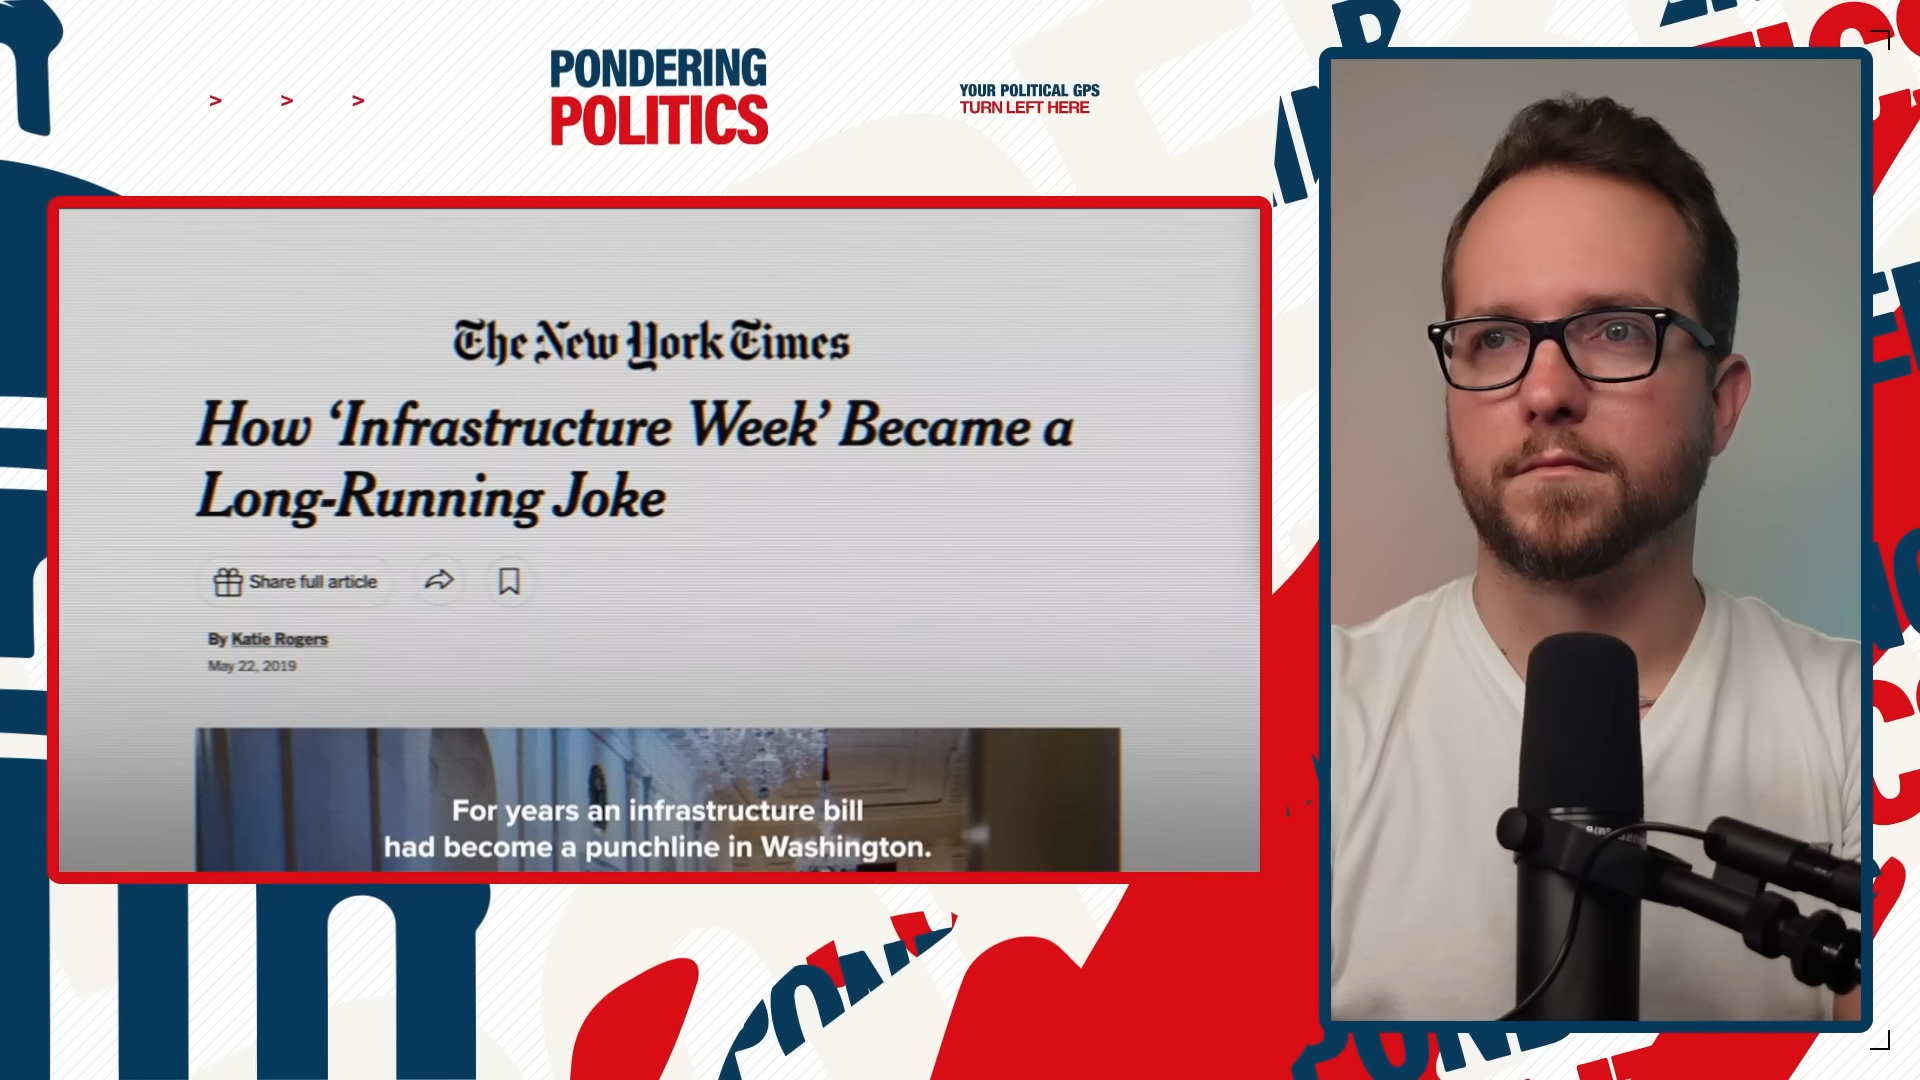 > > >
PONDERING
POLITICS
YOUR POLITICAL GPS
TURN LEFT HERE
The New York Times
How ‘Infrastructure Week’ Became a
Long-Running Joke
Share full article
By Katie Rogers
May 22, 2019
For years an infrastructure bill
had become a punchline in Washington.